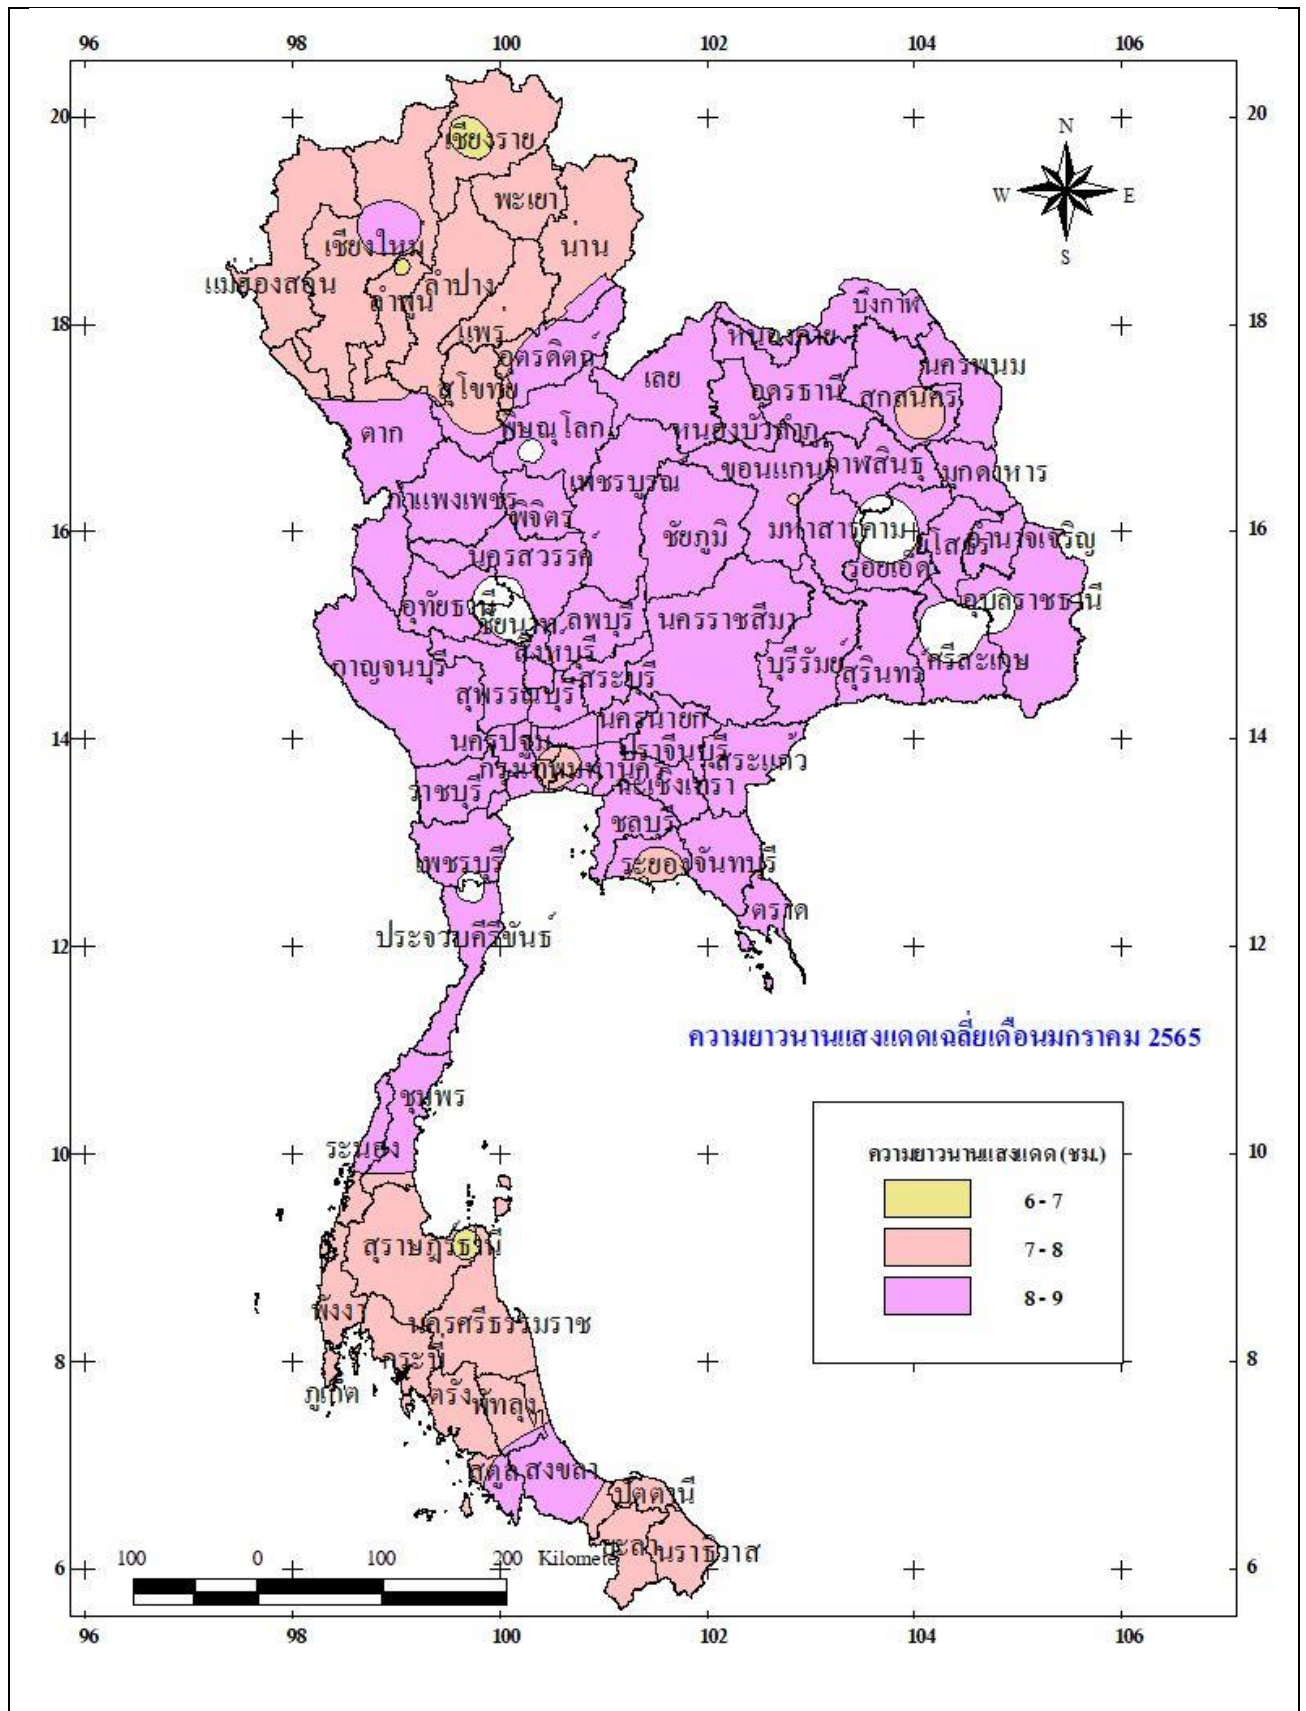 96 98 100 102 104 106
20 20
N
W E
S
เชียงราย
พะเยา
น่าน
เชียงใหม่
แม่ฮ่องสอน
ลำปาง
ลำพูน
แพร่
18 18
บึงกาฬ
หนองคาย
นครพนม
อุตรดิตถ์
เลย
อุดรธานี
สกลนคร
สุโขทัย
ตาก
พิษณุโลก
หนองบัวลำภู
ขอนแก่น
กาฬสินธุ์
มุกดาหาร
กำแพงเพชร
เพชรบูรณ์
พิจิตร
16 16
ชัยภูมิ
มหาสารคาม
ยโสธร
อำนาจเจริญ
นครสวรรค์
ร้อยเอ็ด
อุทัยธานี
ชัยนาท
ลพบุรี
นครราชสีมา
อุบลราชธานี
สิงห์บุรี
กาญจนบุรี
สระบุรี
บุรีรัมย์
สุรินทร์
ศรีสะเกษ
สุพรรณบุรี
นครนายก
14 14
นครปฐม
ปราจีนบุรี
สระแก้ว
กรุงเทพมหานคร
ฉะเชิงเทรา
ราชบุรี
ชลบุรี
เพชรบุรี
ระยอง
จันทบุรี
ตราด
12 12
ประจวบคีรีขันธ์
ความยาวนานแสงแดดเฉลี่ยเดือนมกราคม 2565
ชุมพร
ระนอง
10 10
ความยาวนานแสงแดด (ชม.)
6 - 7
7 - 8
8 - 9
สุราษฎร์ธานี
พังงา
นครศรีธรรมราช
8 8
กระบี่
ภูเก็ต
ตรัง
พัทลุง
สตูล
สงขลา
ปัตตานี
ยะลา
นราธิวาส
100 0 100 200 Kilomete
6 6
96 98 100 102 104 106